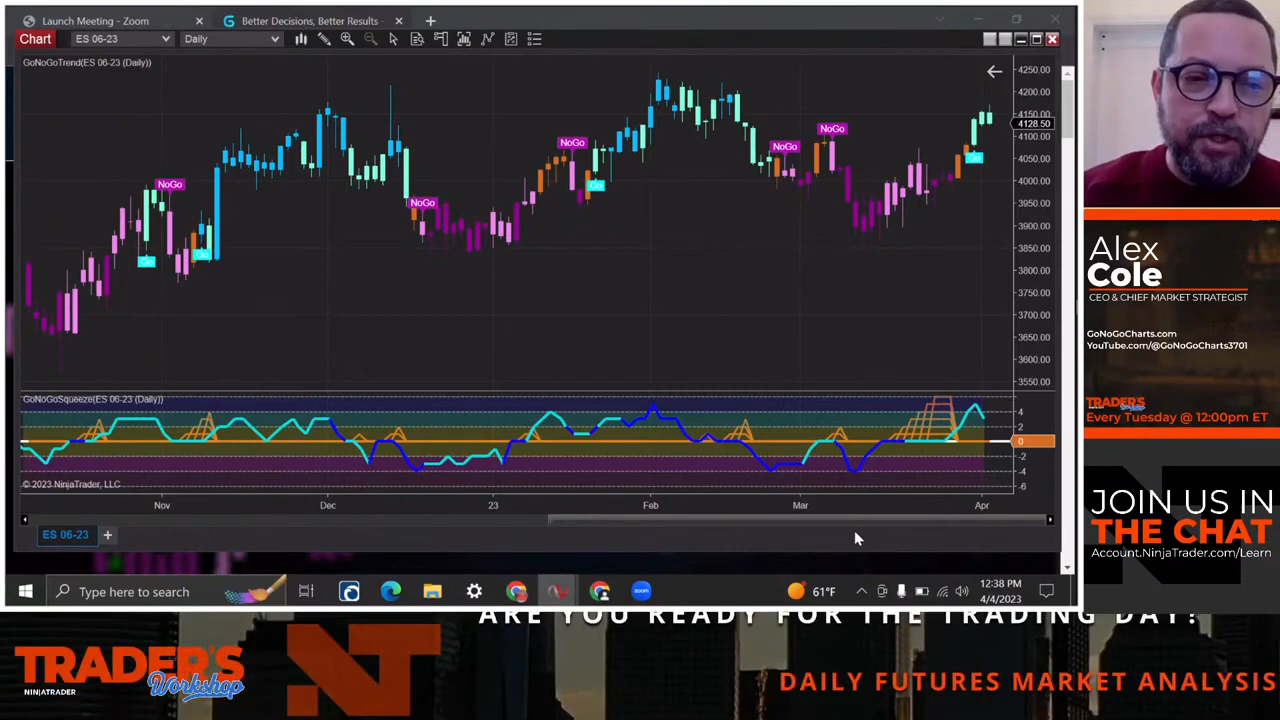 Launch Meeting - Zoom
Better Decisions, Better Results -
Chart
ES 06-23
Daily
GoNoGoTrend(ES 06-23 (Daily))
4250.00
4200.00
4150.00
4128.50
4100.00
4050.00
4000.00
3950.00
3900.00
3850.00
3800.00
3750.00
3700.00
3650.00
3600.00
3550.00
NoGo
NoGo
NoGo
NoGo
NoGo
Go
Go
Go
Go
GoNoGoSqueeze(ES 06-23 (Daily))
4
2
0
-2
-4
-6
© 2023 NinjaTrader, LLC
Nov
Dec
23
Feb
Mar
Apr
ES 06-23
Type here to search
61°F
12:38 PM
4/4/2023
Alex
Cole
CEO & CHIEF MARKET STRATEGIST
GoNoGoCharts.com
YouTube.com/@GoNoGoCharts3701
TRADER'S
Workshop
Every Tuesday @ 12:00pm ET
JOIN US IN
THE CHAT
Account.NinjaTrader.com/Learn
ARE YOU READY FOR THE TRADING DAY?
TRADER'S
NINJATRADER
Workshop
DAILY FUTURES MARKET ANALYSIS